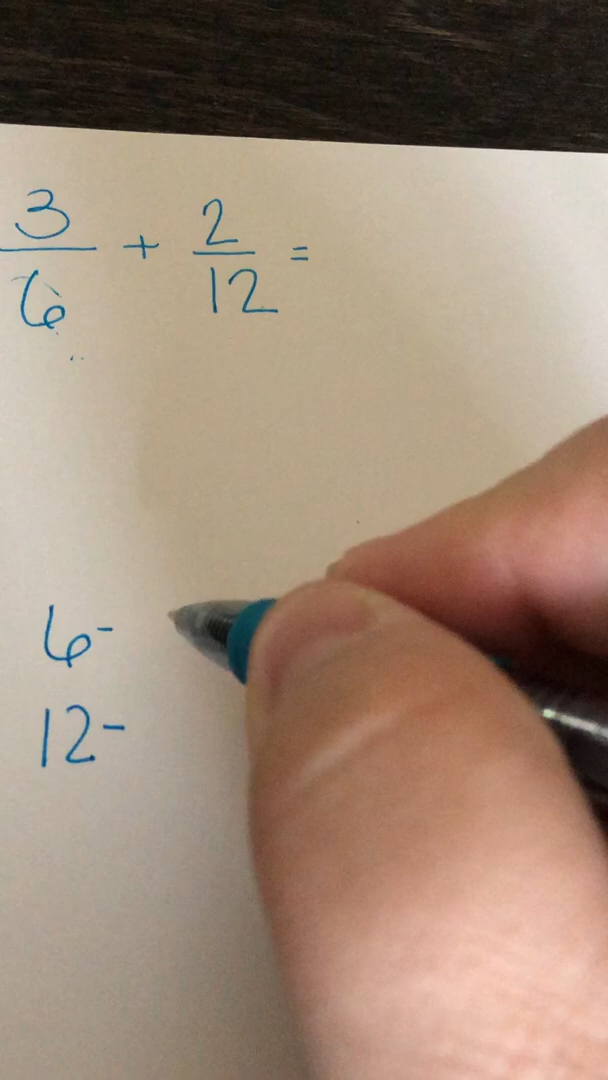 3/6 + 2/12 =
6-
12-